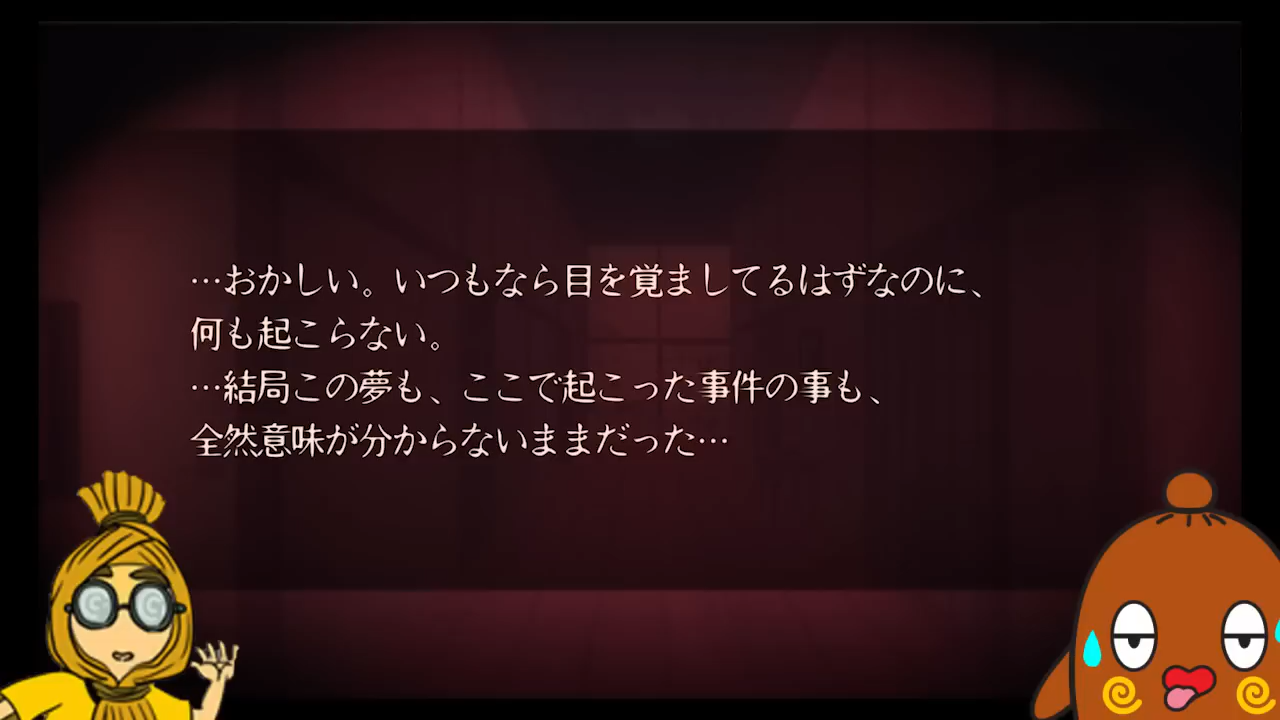 …おかしい。いつもなら目を覚ましてるはずなのに、
何も起こらない。
…結局この夢も、ここで起こった事件の事も、
全然意味が分からないままだった…